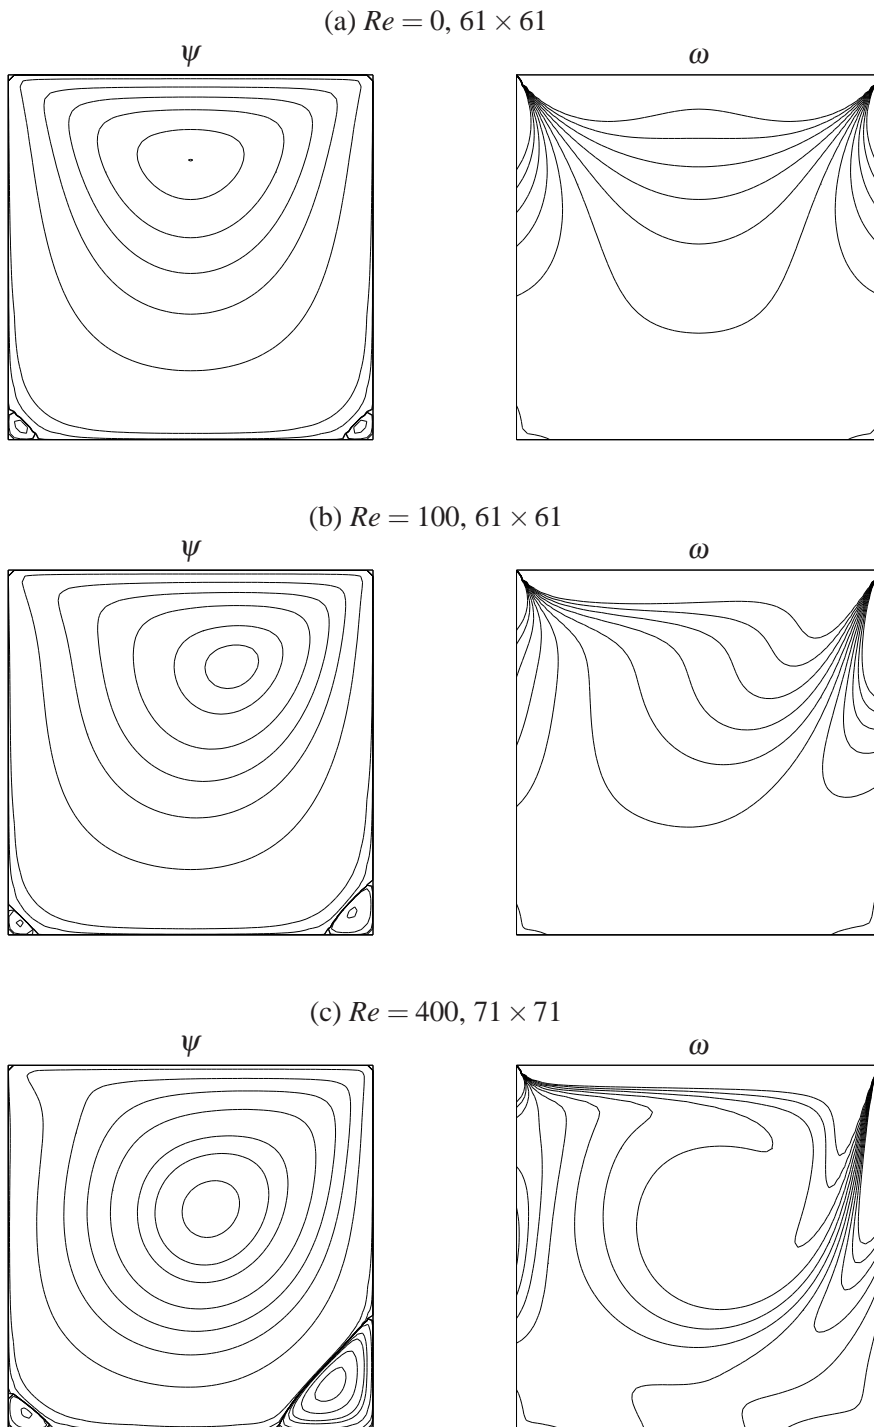 (a) Re = 0, 61 × 61
ψ ω
(b) Re = 100, 61 × 61
ψ ω
(c) Re = 400, 71 × 71
ψ ω